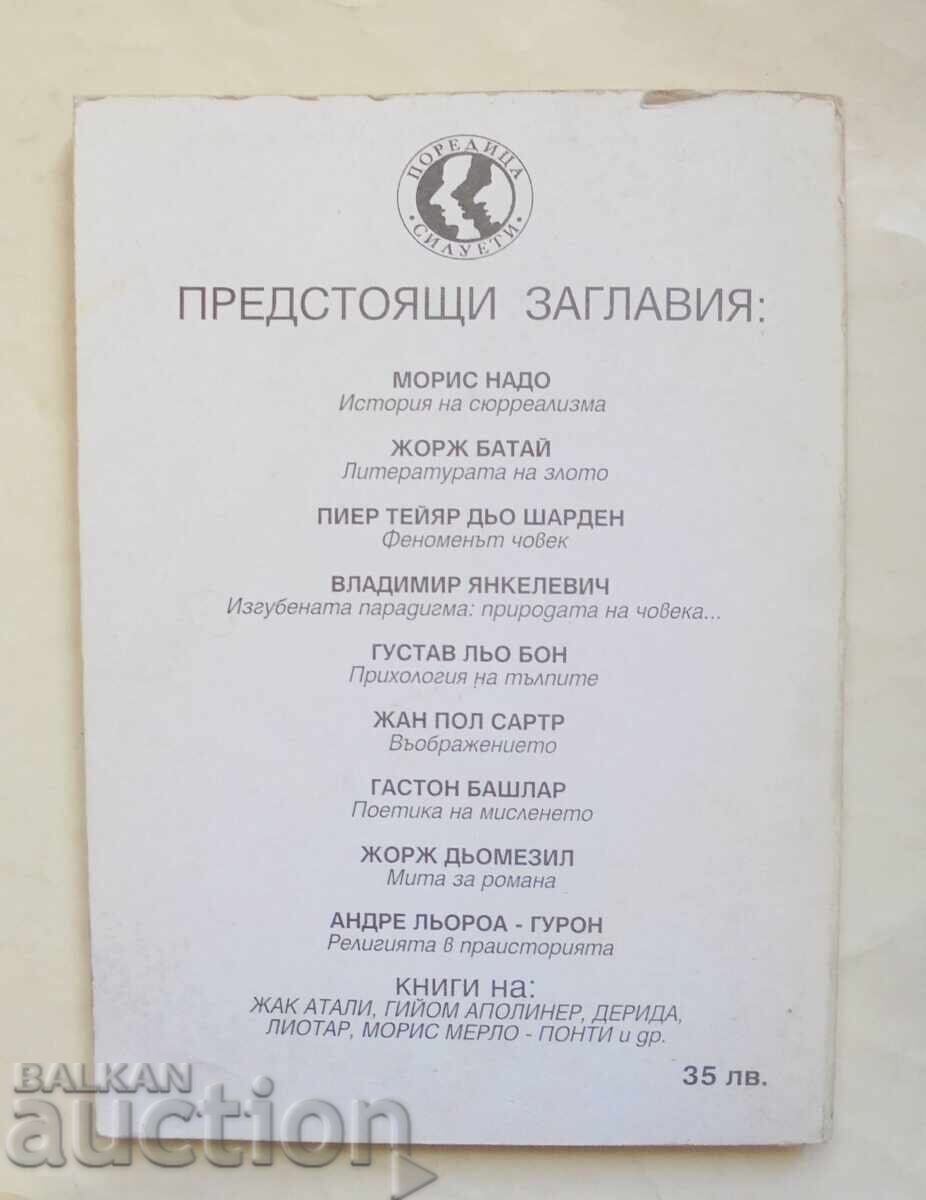 ПОРЕДИЦА
• СИЛУЕТИ •
ПРЕДСТОЯЩИ ЗАГЛАВИЯ:
МОРИС НАДО
История на сюрреализма
ЖОРЖ БАТАЙ
Литературата на злото
ПИЕР ТЕЙЯР ДЬО ШАРДЕН
Феноменът човек
ВЛАДИМИР ЯНКЕЛЕВИЧ
Изгубената парадигма: природата на човека...
ГУСТАВ ЛЬО БОН
Прихология на тълпите
ЖАН ПОЛ САРТР
Въображението
ГАСТОН БАШЛАР
Поетика на мисленето
ЖОРЖ ДЬОМЕЗИЛ
Мита за романа
АНДРЕ ЛЬОРОА - ГУРОН
Религията в праисторията
КНИГИ на:
ЖАК АТАЛИ, ГИЙОМ АПОЛИНЕР, ДЕРИДА,
ЛИОТАР, МОРИС МЕРЛО - ПОНТИ и др.
35 лв.
BALKAN
auction